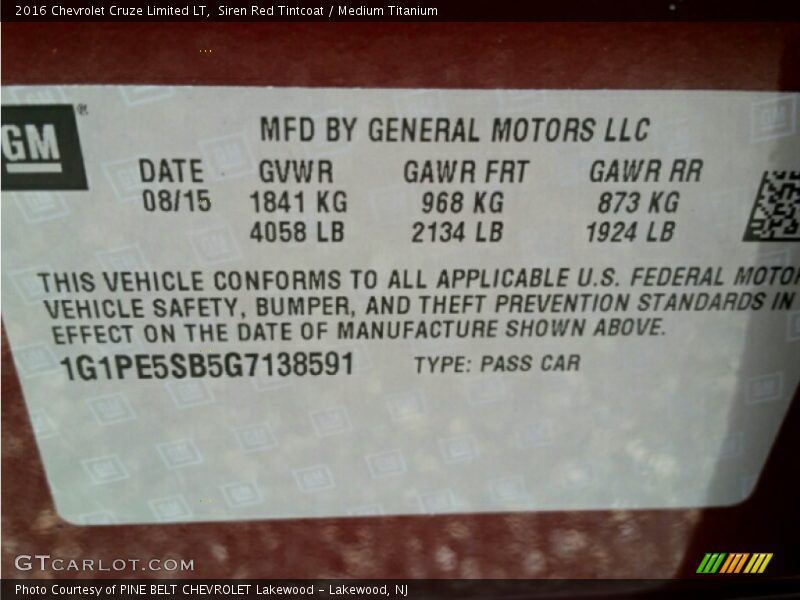 2016 Chevrolet Cruze Limited LT, Siren Red Tintcoat / Medium Titanium
GM ®
MFD BY GENERAL MOTORS LLC
DATE GVWR GAWR FRT GAWR RR
08/15 1841 KG 968 KG 873 KG
4058 LB 2134 LB 1924 LB
THIS VEHICLE CONFORMS TO ALL APPLICABLE U.S. FEDERAL MOTOR
VEHICLE SAFETY, BUMPER, AND THEFT PREVENTION STANDARDS IN
EFFECT ON THE DATE OF MANUFACTURE SHOWN ABOVE.
1G1PE5SB5G7138591 TYPE: PASS CAR
GTCARLOT.COM
Photo Courtesy of PINE BELT CHEVROLET Lakewood - Lakewood, NJ